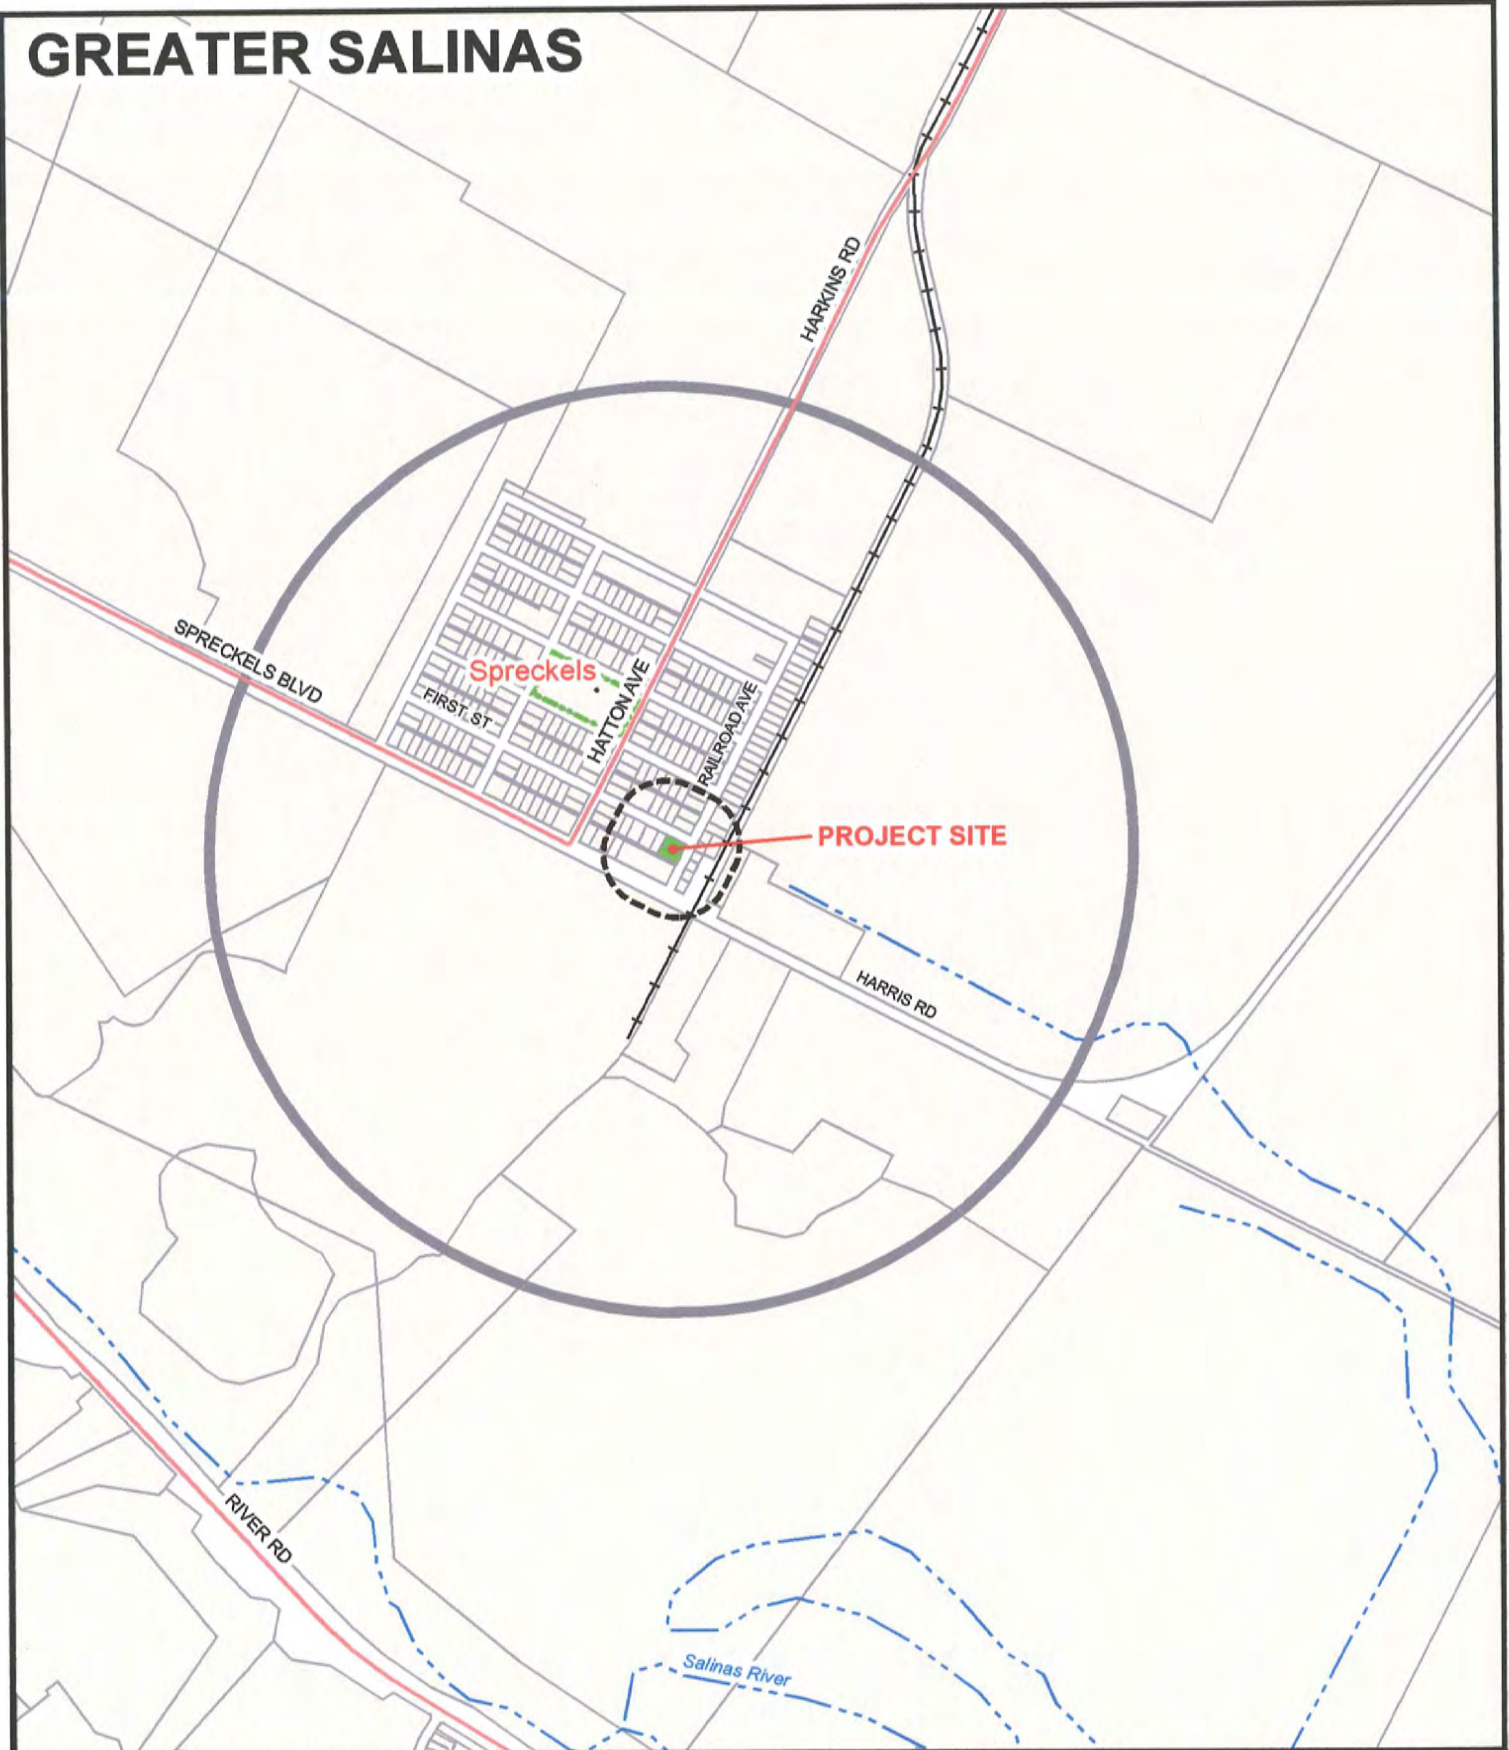 GREATER SALINAS
HARKINS RD
SPRECKELS BLVD
Spreckels
HATTON AVE
FIRST ST
RAILROAD AVE
PROJECT SITE
HARRIS RD
RIVER RD
Salinas River